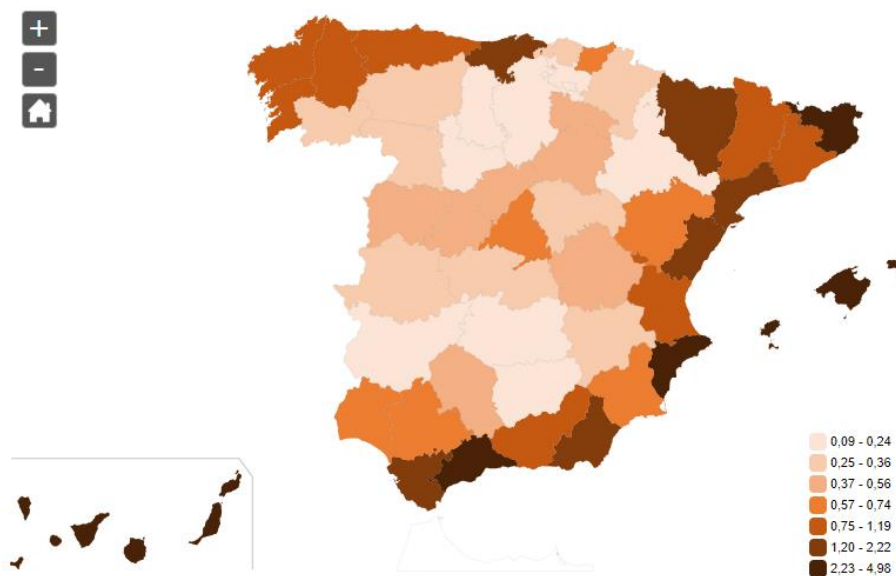 +
-
0,09 - 0,24
0,25 - 0,36
0,37 - 0,56
0,57 - 0,74
0,75 - 1,19
1,20 - 2,22
2,23 - 4,98